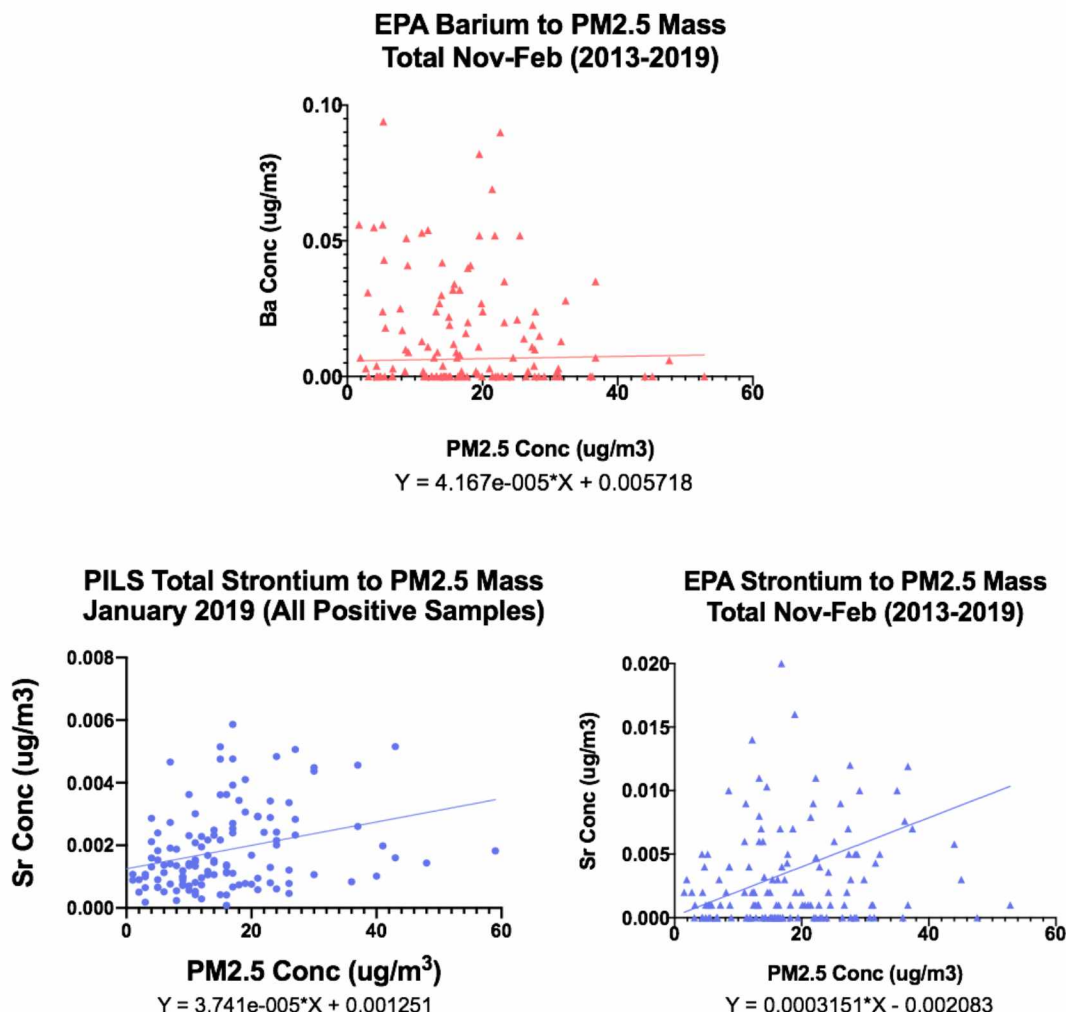 EPA Barium to PM2.5 Mass
Total Nov-Feb (2013-2019)
0.10
0.05
0.00
Ba Conc (ug/m3)
0 20 40 60
PM2.5 Conc (ug/m3)
Y = 4.167e-005*X + 0.005718
PILS Total Strontium to PM2.5 Mass
January 2019 (All Positive Samples)
0.008
0.006
0.004
0.002
0.000
Sr Conc (ug/m3)
0 20 40 60
PM2.5 Conc (ug/m³)
Y = 3.741e-005*X + 0.001251
EPA Strontium to PM2.5 Mass
Total Nov-Feb (2013-2019)
0.020
0.015
0.010
0.005
0.000
Sr Conc (ug/m3)
0 20 40 60
PM2.5 Conc (ug/m3)
Y = 0.0003151*X - 0.002083